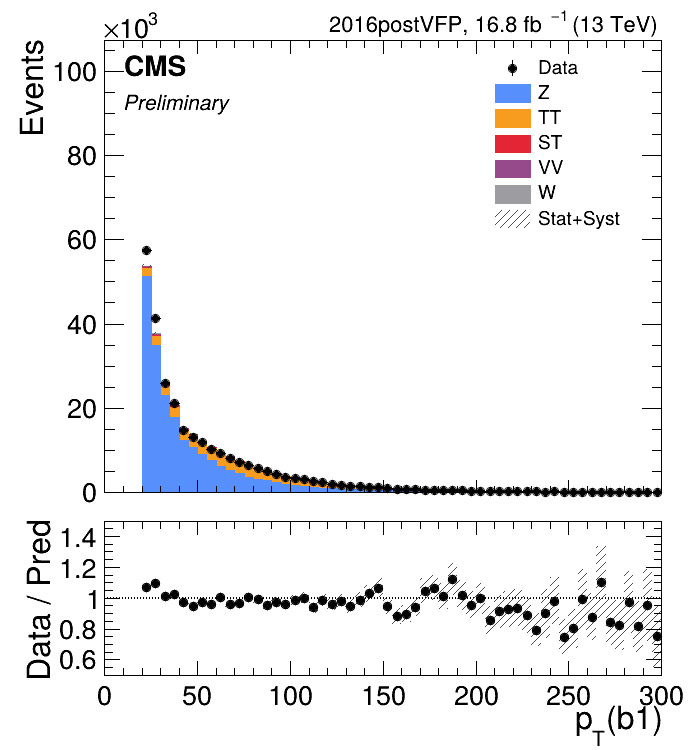 ×10³
2016postVFP, 16.8 fb ⁻¹ (13 TeV)
Events
CMS
Preliminary
Data
Z
TT
ST
VV
W
Stat+Syst
100
80
60
40
20
0
Data / Pred
1.4
1.2
1
0.8
0.6
0 50 100 150 200 250 300
p_T(b1)